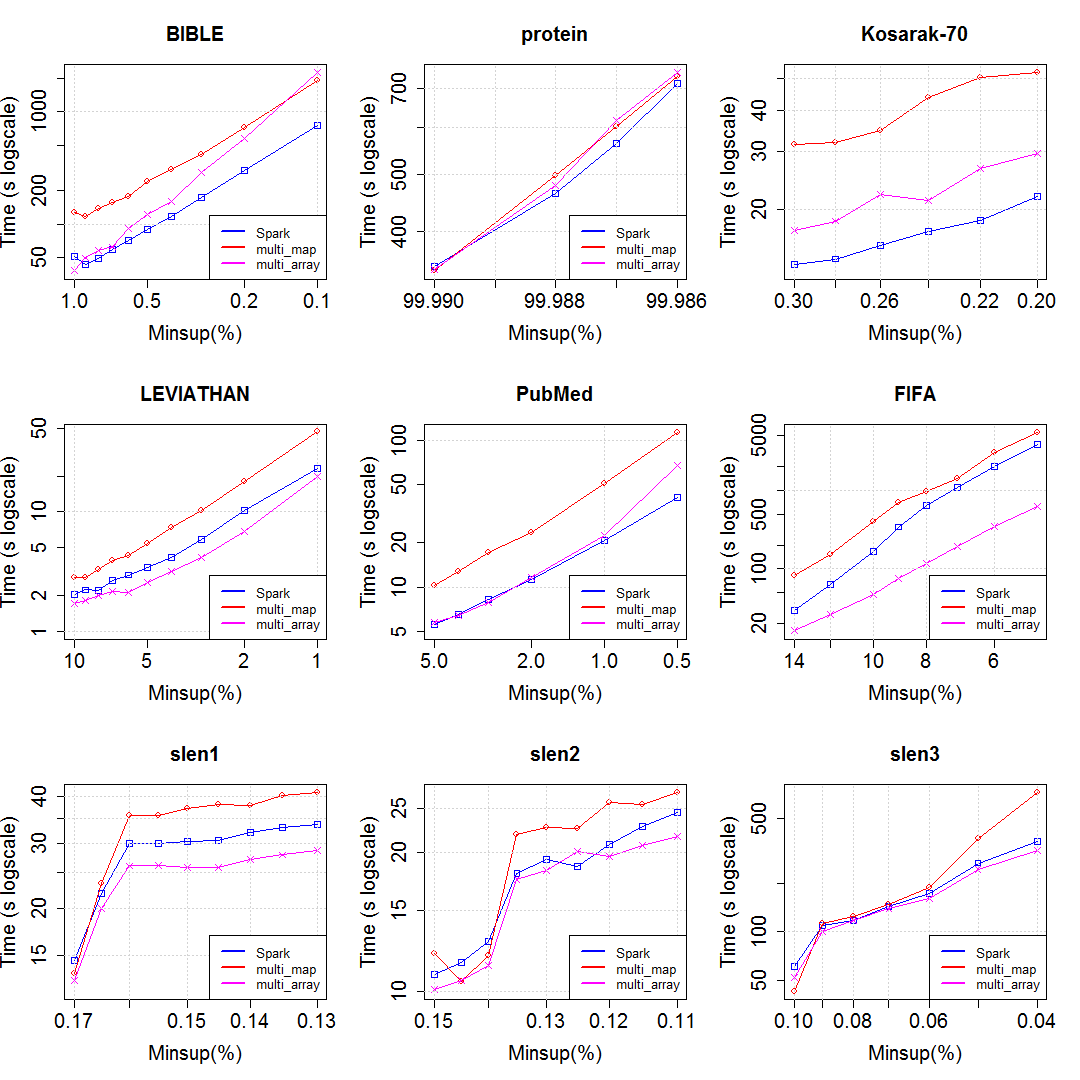 BIBLE
Time (s logscale)
1000
200
50
1.0 0.5 0.2 0.1
Minsup(%)
Spark
multi_map
multi_array
protein
Time (s logscale)
700
500
400
99.990 99.988 99.986
Minsup(%)
Spark
multi_map
multi_array
Kosarak-70
Time (s logscale)
40
30
20
0.30 0.26 0.22 0.20
Minsup(%)
Spark
multi_map
multi_array
LEVIATHAN
Time (s logscale)
50
10
5
2
1
10 5 2 1
Minsup(%)
Spark
multi_map
multi_array
PubMed
Time (s logscale)
100
50
20
10
5
5.0 2.0 1.0 0.5
Minsup(%)
Spark
multi_map
multi_array
FIFA
Time (s logscale)
5000
500
100
20
14 10 8 6
Minsup(%)
Spark
multi_map
multi_array
slen1
Time (s logscale)
40
30
20
15
0.17 0.15 0.14 0.13
Minsup(%)
Spark
multi_map
multi_array
slen2
Time (s logscale)
25
20
15
10
0.15 0.13 0.12 0.11
Minsup(%)
Spark
multi_map
multi_array
slen3
Time (s logscale)
500
100
50
0.10 0.08 0.06 0.04
Minsup(%)
Spark
multi_map
multi_array